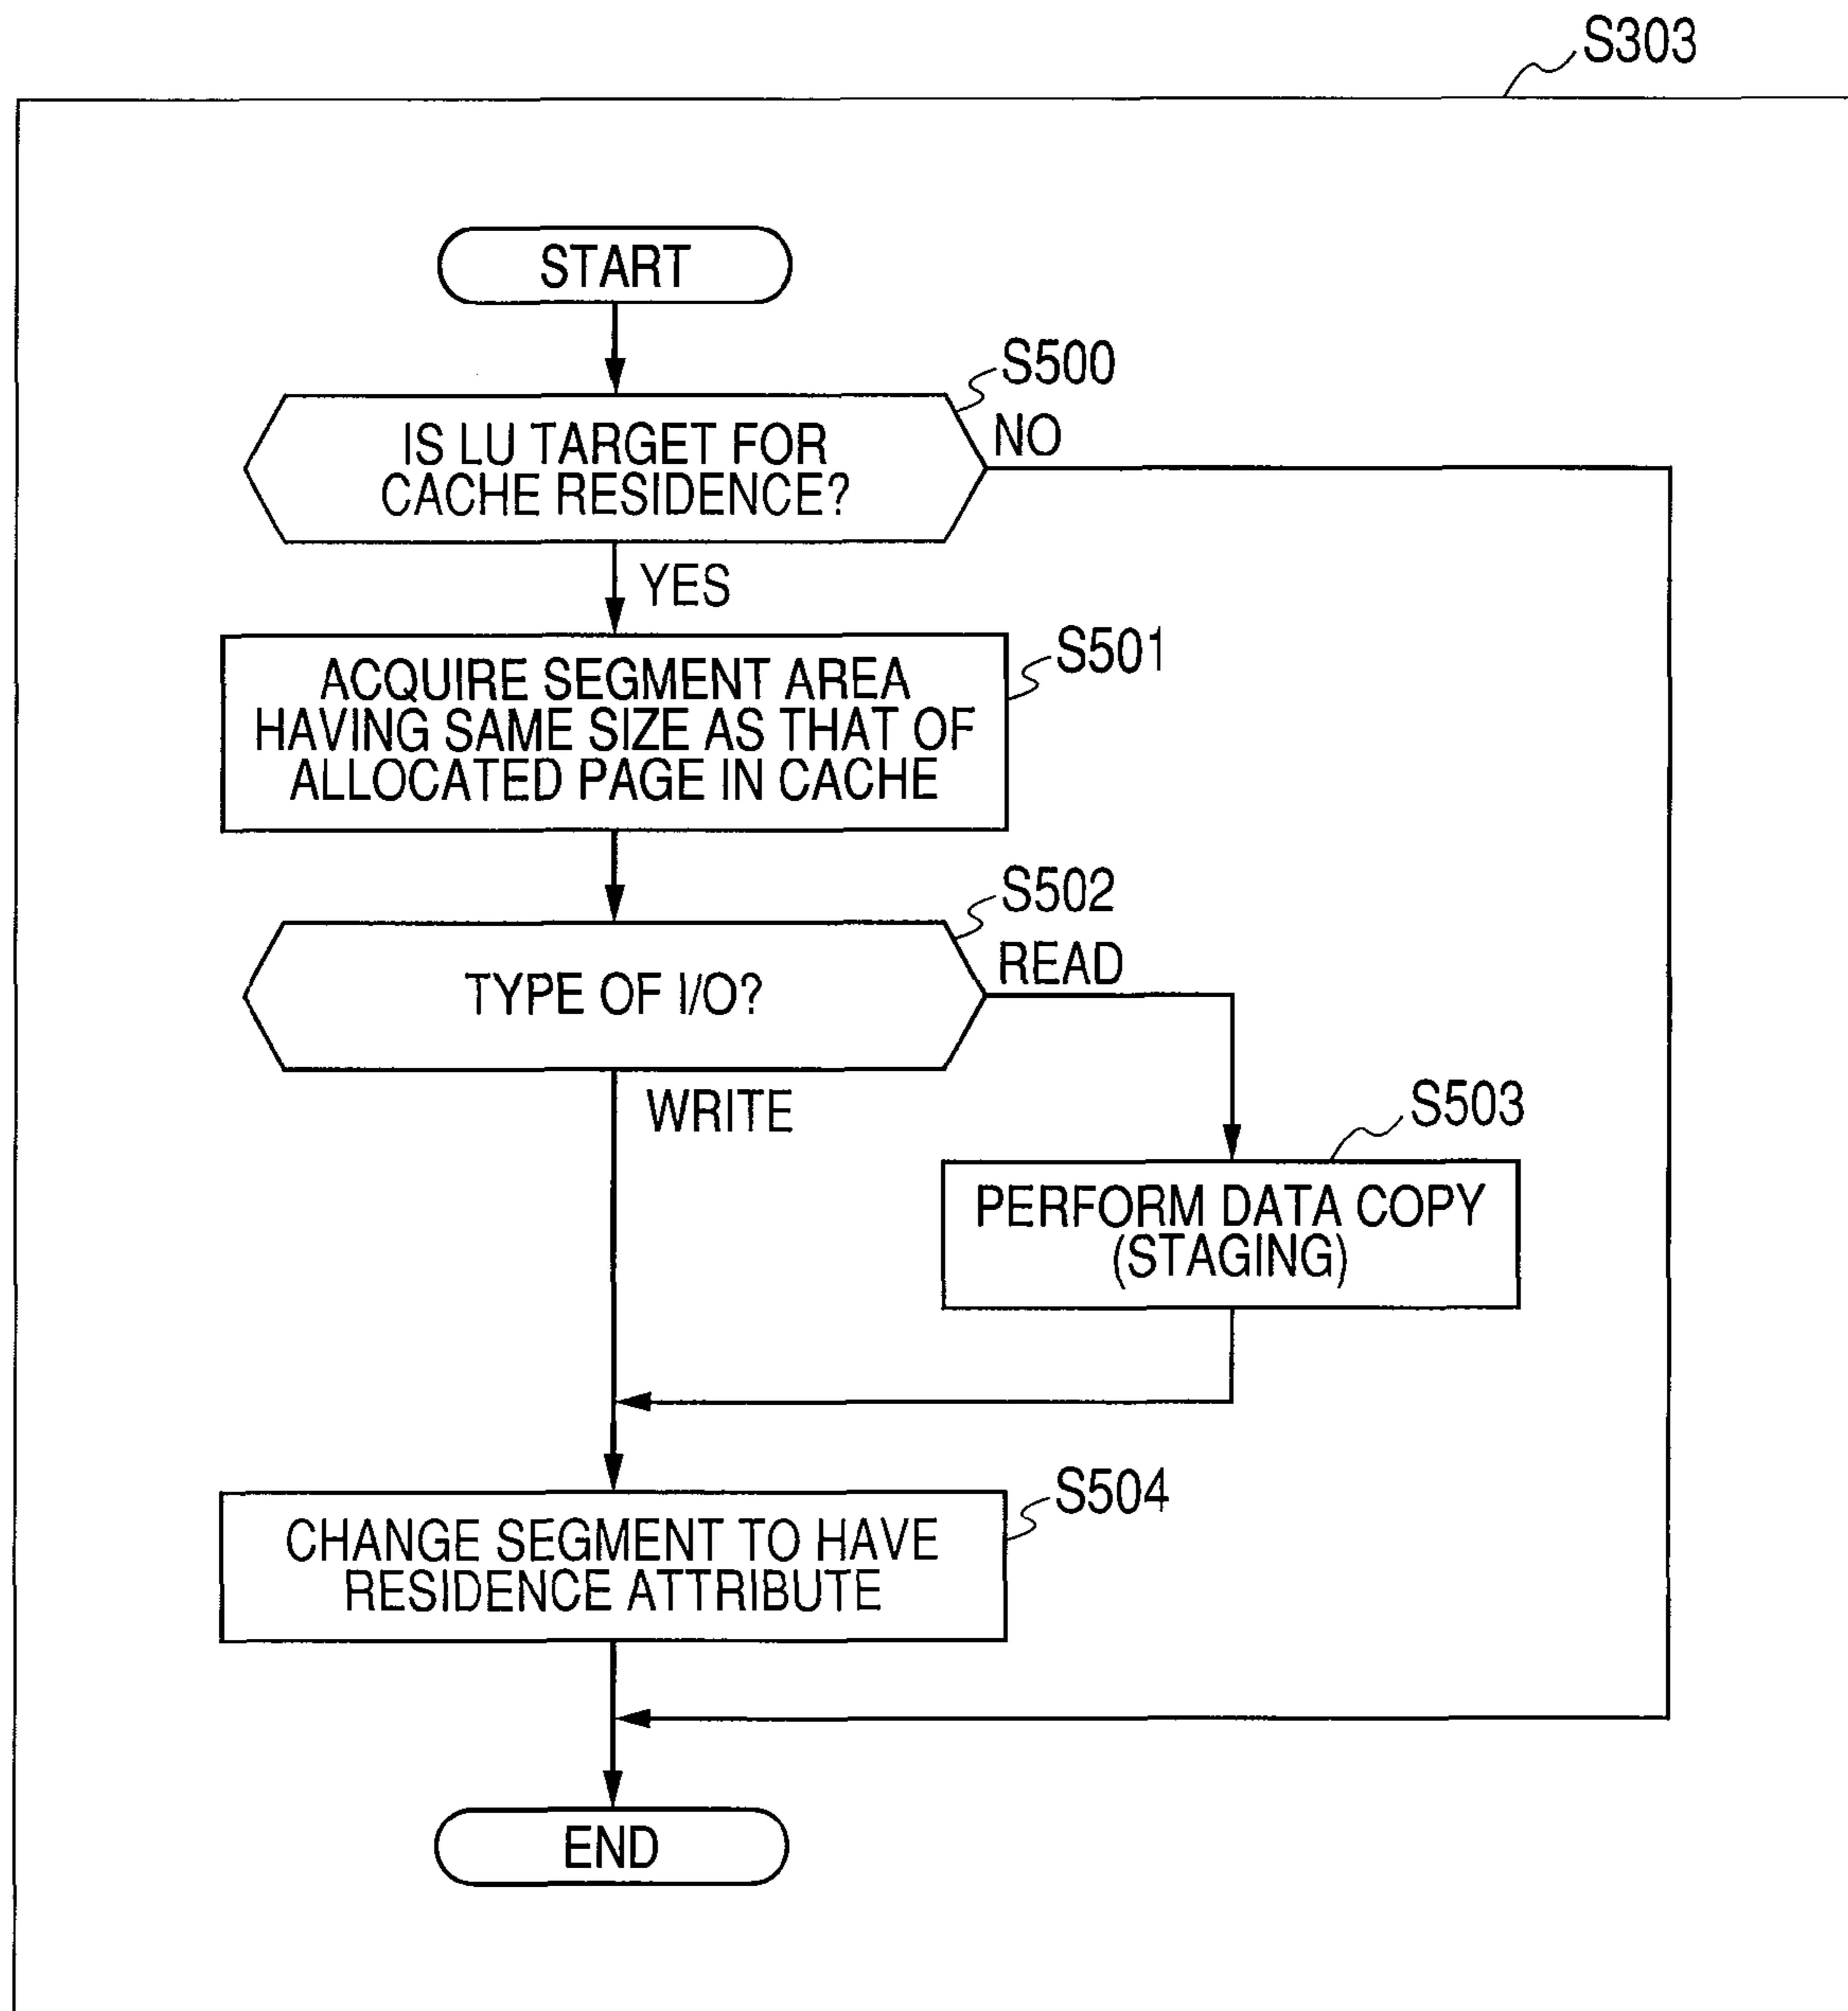 S303
START
S500
NO
IS LU TARGET FOR
CACHE RESIDENCE?
YES
S501
ACQUIRE SEGMENT AREA
HAVING SAME SIZE AS THAT OF
ALLOCATED PAGE IN CACHE
S502
READ
TYPE OF I/O?
WRITE
S503
PERFORM DATA COPY
(STAGING)
S504
CHANGE SEGMENT TO HAVE
RESIDENCE ATTRIBUTE
END